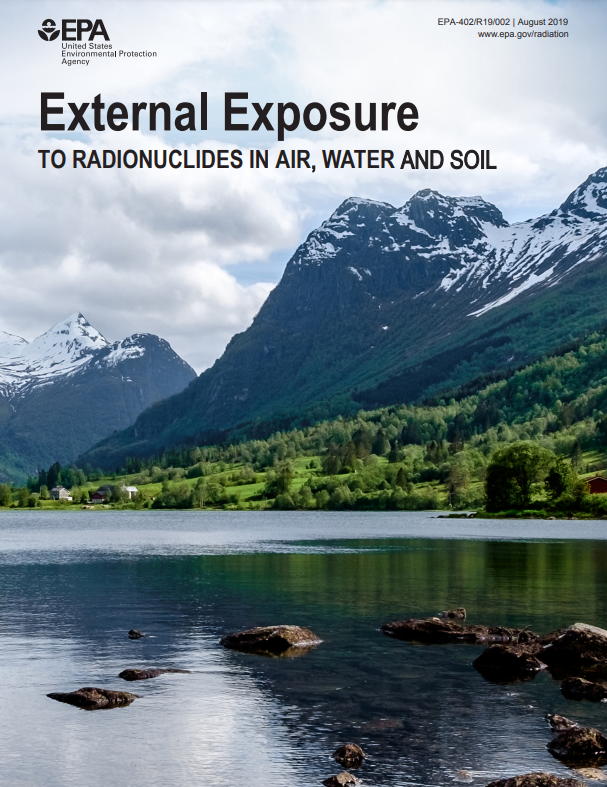 EPA
United States
Environmental Protection
Agency
EPA-402/R19/002 | August 2019
www.epa.gov/radiation
External Exposure
TO RADIONUCLIDES IN AIR, WATER AND SOIL